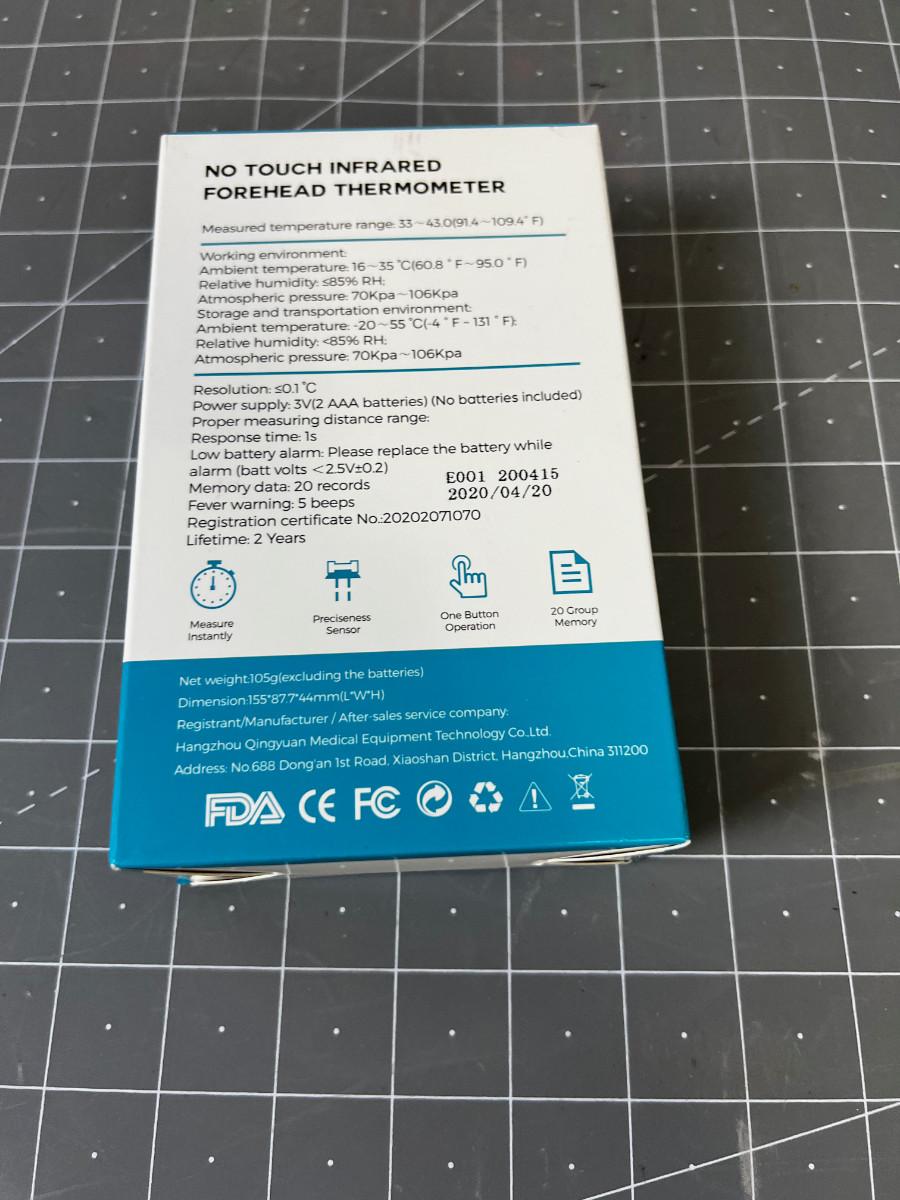 NO TOUCH INFRARED
FOREHEAD THERMOMETER
Measured temperature range: 33~43.0(91.4~109.4°F)
Working environment:
Ambient temperature: 16~35 °C(60.8 °F~95.0 °F)
Relative humidity: ≤85% RH;
Atmospheric pressure: 70Kpa~106Kpa
Storage and transportation environment:
Ambient temperature: -20~55 °C(-4 °F - 131 °F);
Relative humidity: <85% RH;
Atmospheric pressure: 70Kpa~106Kpa
Resolution: ≤0.1 °C
Power supply: 3V(2 AAA batteries) (No batteries included)
Proper measuring distance range:
Response time: 1s
Low battery alarm: Please replace the battery while
alarm (batt volts <2.5V±0.2)
Memory data: 20 records
E001 200415
Fever warning: 5 beeps
2020/04/20
Registration certificate No.:20202071070
Lifetime: 2 Years
Measure
Instantly
Preciseness
Sensor
One Button
Operation
20 Group
Memory
Net weight:105g(excluding the batteries)
Dimension:155*87.7*44mm(L*W*H)
Registrant/Manufacturer / After-sales service company:
Hangzhou Qingyuan Medical Equipment Technology Co.,Ltd.
Address: No.688 Dong'an 1st Road, Xiaoshan District, Hangzhou,China 311200
FDA CE FC